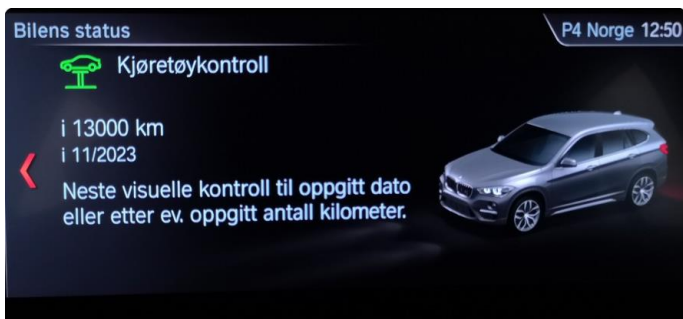 Bilens status
P4 Norge 12:50
Kjøretøykontroll
i 13000 km
i 11/2023
Neste visuelle kontroll til oppgitt dato
eller etter ev. oppgitt antall kilometer.